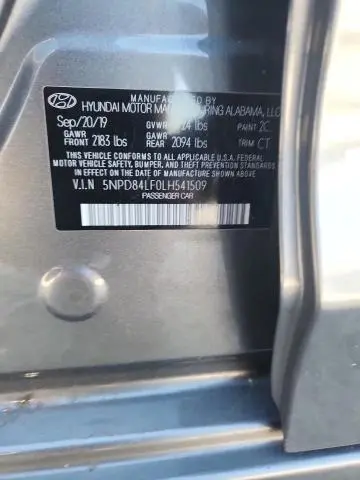 MANUFACTURED BY
HYUNDAI MOTOR MANUFACTURING ALABAMA, LLC
Sep/20/19 GVWR lbs PAINT 2C
GAWR FRONT 2183 lbs GAWR REAR 2094 lbs TRIM CT
THIS VEHICLE CONFORMS TO ALL APPLICABLE U.S.A. FEDERAL
MOTOR VEHICLE SAFETY, BUMPER, AND THEFT PREVENTION
STANDARDS IN EFFECT ON THE DATE OF MANUFACTURE SHOWN ABOVE.
V.I.N 5NPD84LF0LH541509
PASSENGER CAR